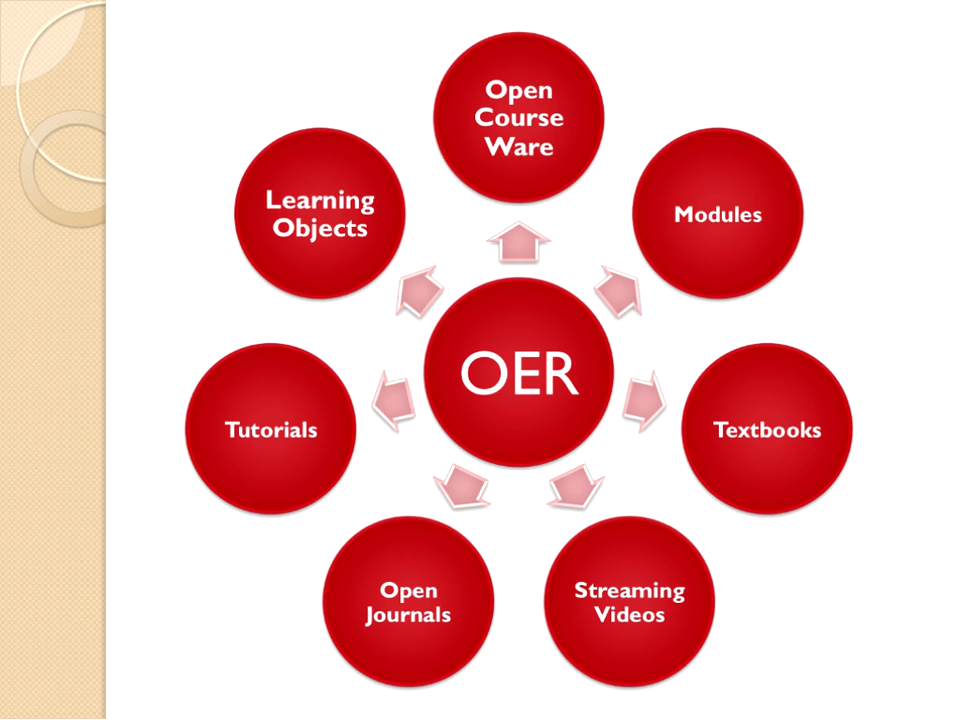 Open
Course
Ware
Learning
Objects
Modules
OER
Tutorials
Textbooks
Open
Journals
Streaming
Videos